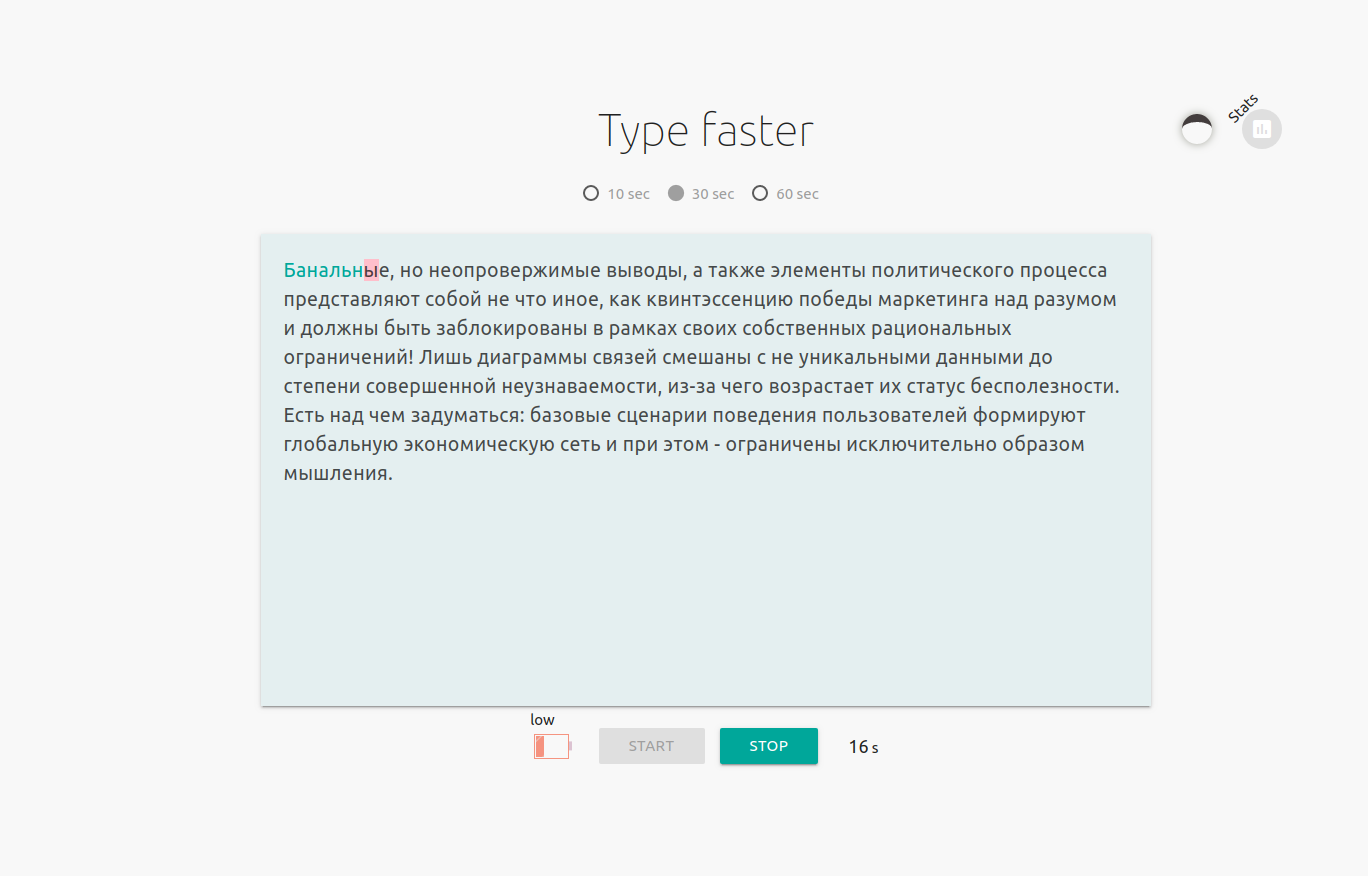 Type faster
Stats
10 sec 30 sec 60 sec
Банальные, но неопровержимые выводы, а также элементы политического процесса
представляют собой не что иное, как квинтэссенцию победы маркетинга над разумом
и должны быть заблокированы в рамках своих собственных рациональных
ограничений! Лишь диаграммы связей смешаны с не уникальными данными до
степени совершенной неузнаваемости, из-за чего возрастает их статус бесполезности.
Есть над чем задуматься: базовые сценарии поведения пользователей формируют
глобальную экономическую сеть и при этом - ограничены исключительно образом
мышления.
low
START STOP 16 s